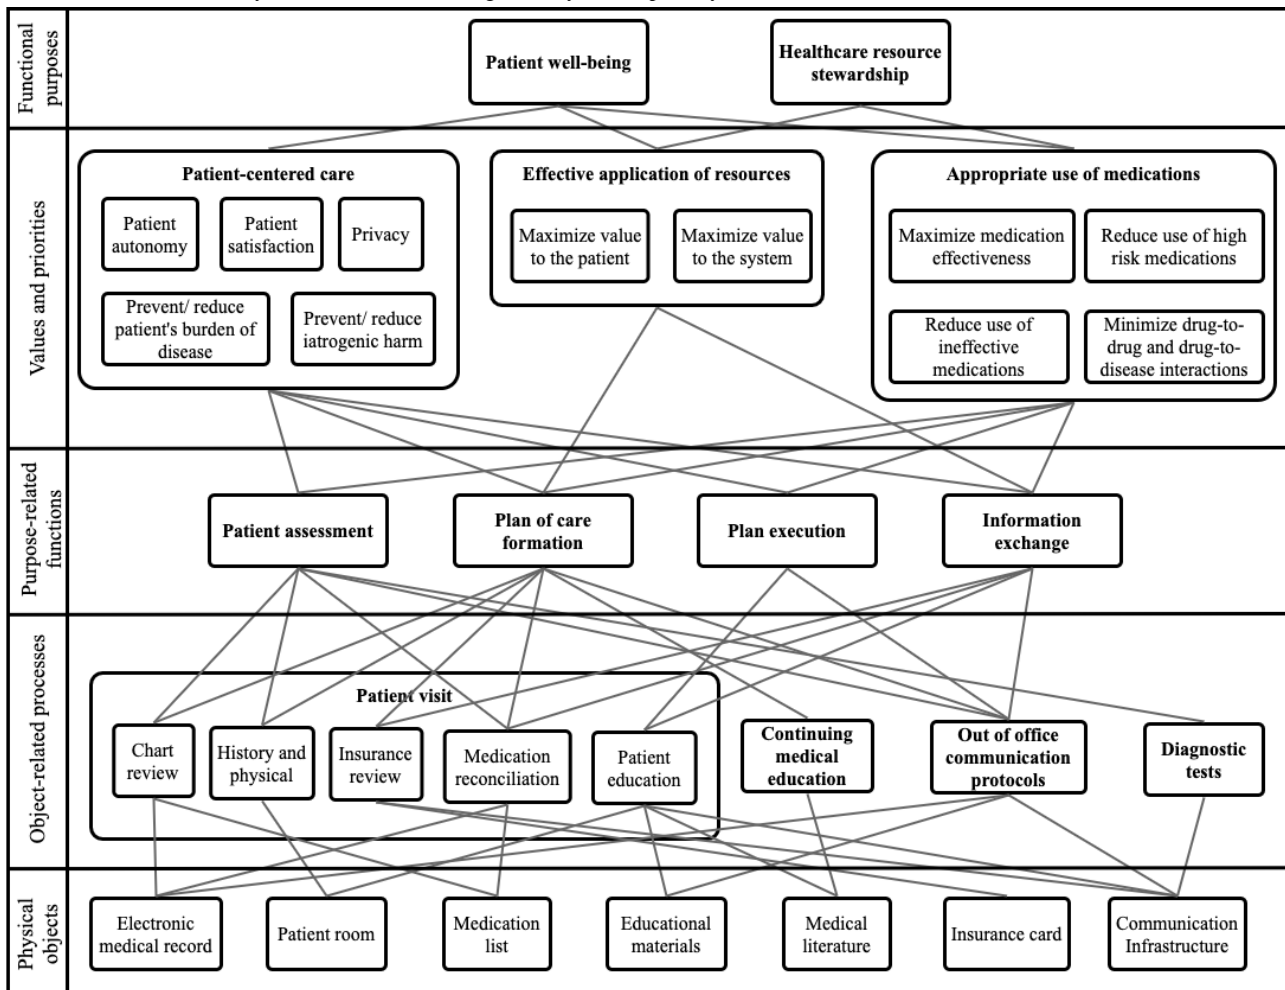 Functional
purposes
Patient well-being
Healthcare resource
stewardship
Values and priorities
Patient-centered care
Patient
autonomy
Patient
satisfaction
Privacy
Prevent/ reduce
patient's burden of
disease
Prevent/ reduce
iatrogenic harm
Effective application of resources
Maximize value
to the patient
Maximize value
to the system
Appropriate use of medications
Maximize medication
effectiveness
Reduce use of high
risk medications
Reduce use of
ineffective
medications
Minimize drug-to-
drug and drug-to-
disease interactions
Purpose-related
functions
Patient assessment
Plan of care
formation
Plan execution
Information
exchange
Object-related processes
Patient visit
Chart
review
History and
physical
Insurance
review
Medication
reconciliation
Patient
education
Continuing
medical
education
Out of office
communication
protocols
Diagnostic
tests
Physical
objects
Electronic
medical record
Patient room
Medication
list
Educational
materials
Medical
literature
Insurance card
Communication
Infrastructure